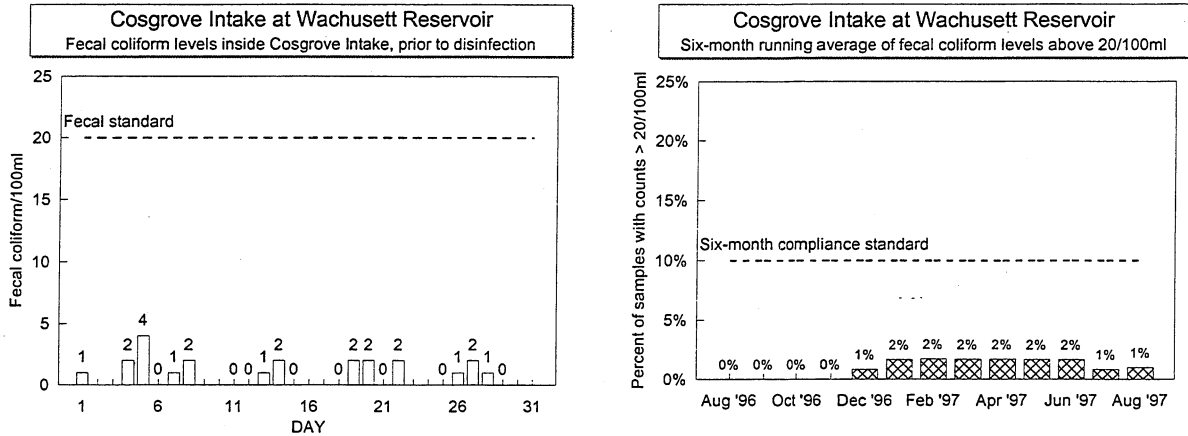 Cosgrove Intake at Wachusett Reservoir
Fecal coliform levels inside Cosgrove Intake, prior to disinfection
Fecal coliform/100ml
25
20
15
10
5
0
Fecal standard
1 2 4 0 1 2 0 0 1 2 0 0 2 2 0 2 0 1 2 1 0
1 6 11 16 21 26 31
DAY
Cosgrove Intake at Wachusett Reservoir
Six-month running average of fecal coliform levels above 20/100ml
Percent of samples with counts > 20/100ml
25%
20%
15%
10%
5%
0%
Six-month compliance standard
0% 0% 0% 0% 1% 2% 2% 2% 2% 2% 2% 1% 1%
Aug '96 Oct '96 Dec '96 Feb '97 Apr '97 Jun '97 Aug '97